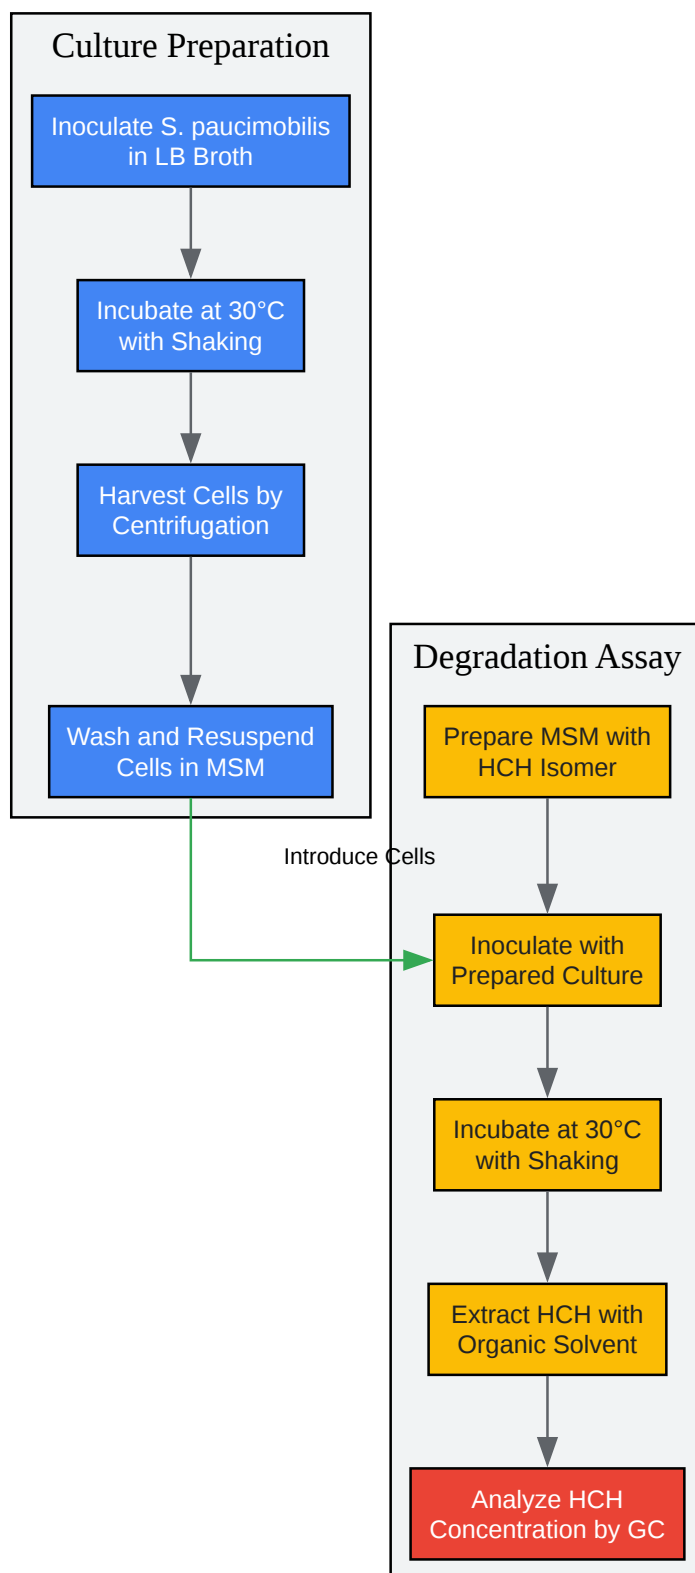 Culture Preparation
Inoculate S. paucimobilis
in LB Broth
Incubate at 30°C
with Shaking
Harvest Cells by
Centrifugation
Wash and Resuspend
Cells in MSM
Introduce Cells
Degradation Assay
Prepare MSM with
HCH Isomer
Inoculate with
Prepared Culture
Incubate at 30°C
with Shaking
Extract HCH with
Organic Solvent
Analyze HCH
Concentration by GC